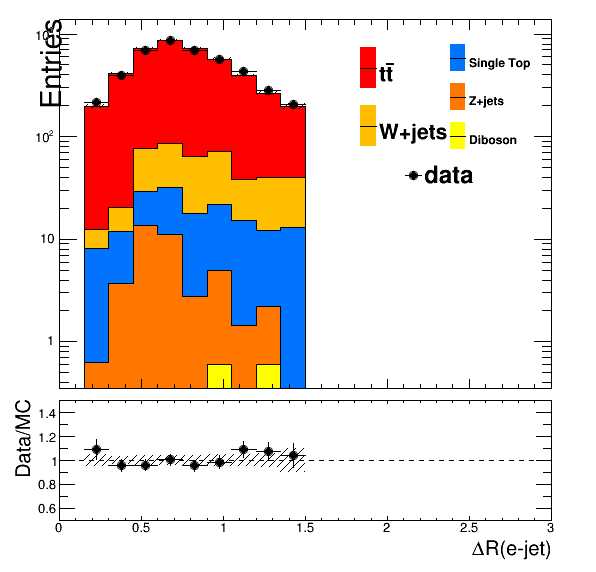 Entries
10³
10²
10
1
tt̄
W+jets
Single Top
Z+jets
Diboson
data
Data/MC
1.4
1.2
1
0.8
0.6
0 0.5 1 1.5 2 2.5 3
ΔR(e-jet)